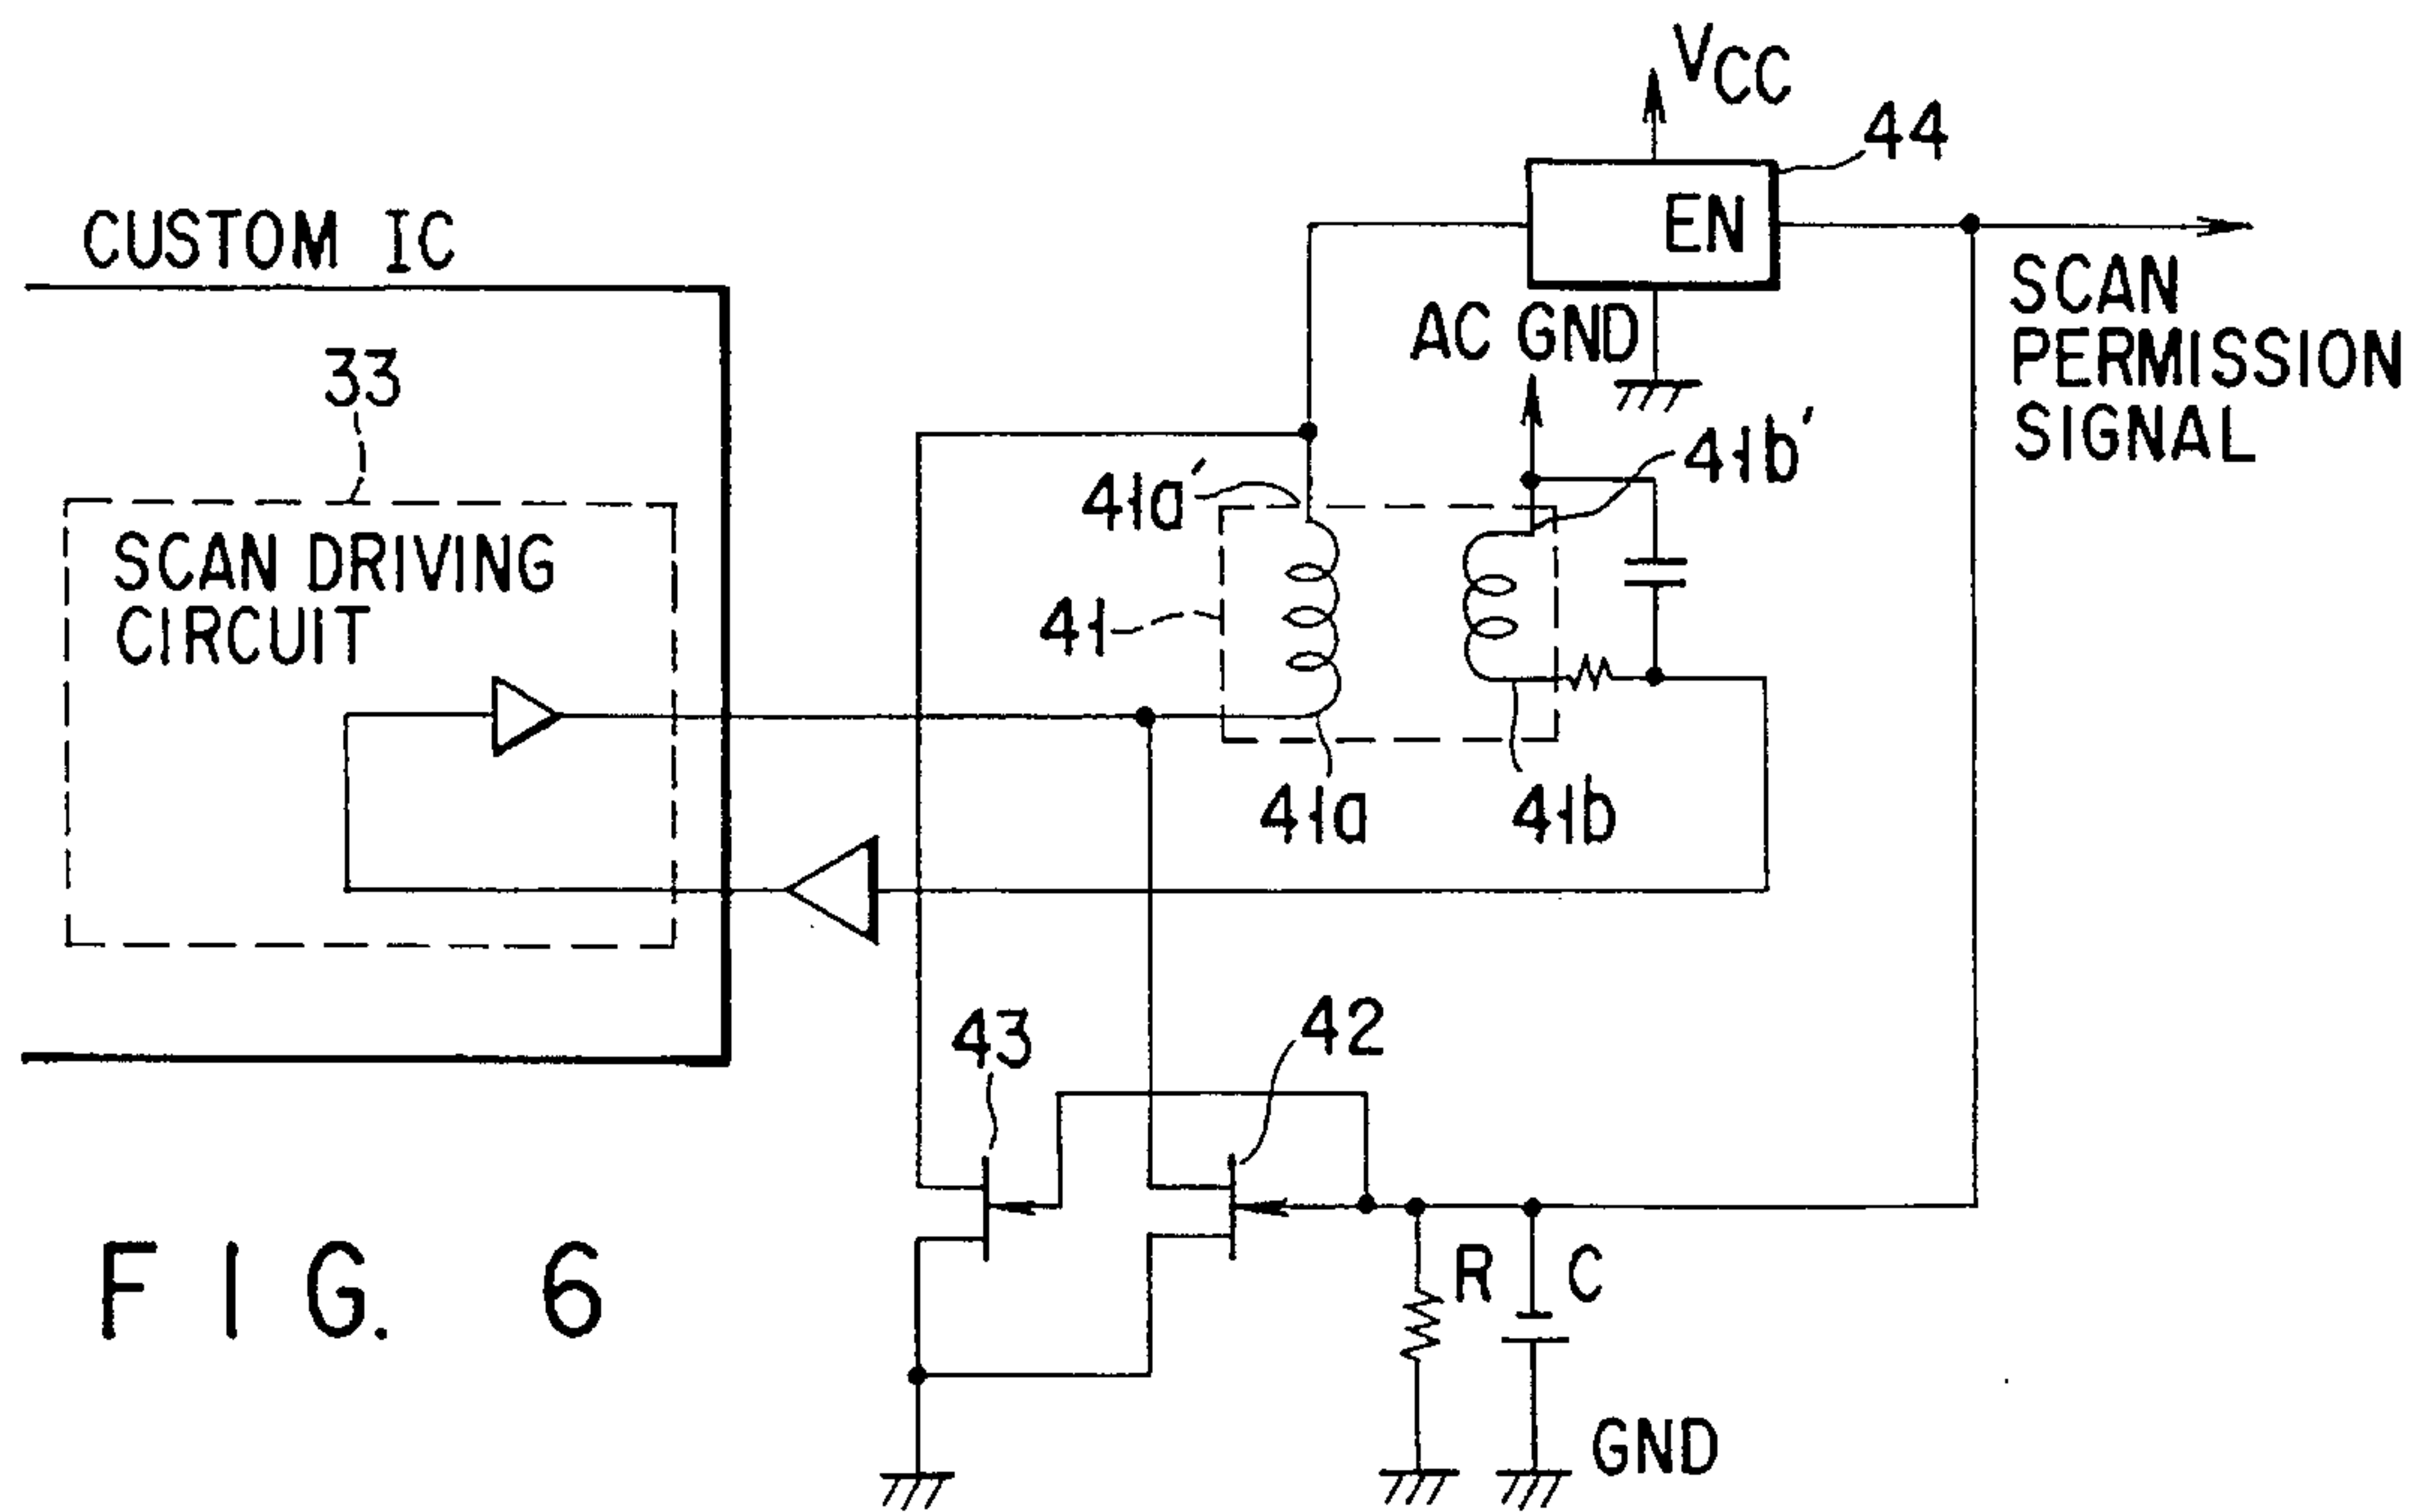 VCC
44
EN
CUSTOM IC
SCAN
PERMISSION
SIGNAL
AC GND
33
41b'
41a'
SCAN DRIVING
CIRCUIT
41
41a
41b
43
42
R
C
GND
FIG. 6